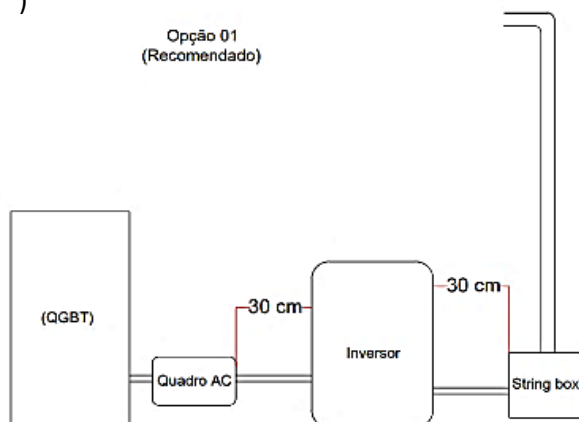 )
Opção 01
(Recomendado)
30 cm
30 cm
(QGBT)
Inversor
Quadro AC
String box